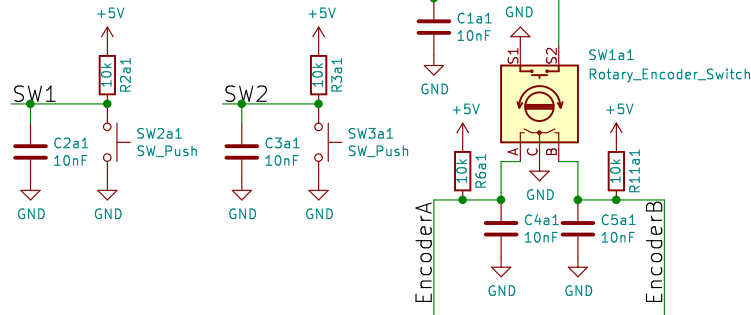 +5V
10k
R2a1
SW1
C2a1
10nF
SW2a1
SW_Push
GND
GND
+5V
10k
R3a1
SW2
C3a1
10nF
SW3a1
SW_Push
GND
GND
C1a1
10nF
GND
GND
S1
S2
SW1a1
Rotary_Encoder_Switch
A
C
B
GND
+5V
10k
R6a1
+5V
10k
R11a1
EncoderA
C4a1
10nF
GND
C5a1
10nF
GND
EncoderB